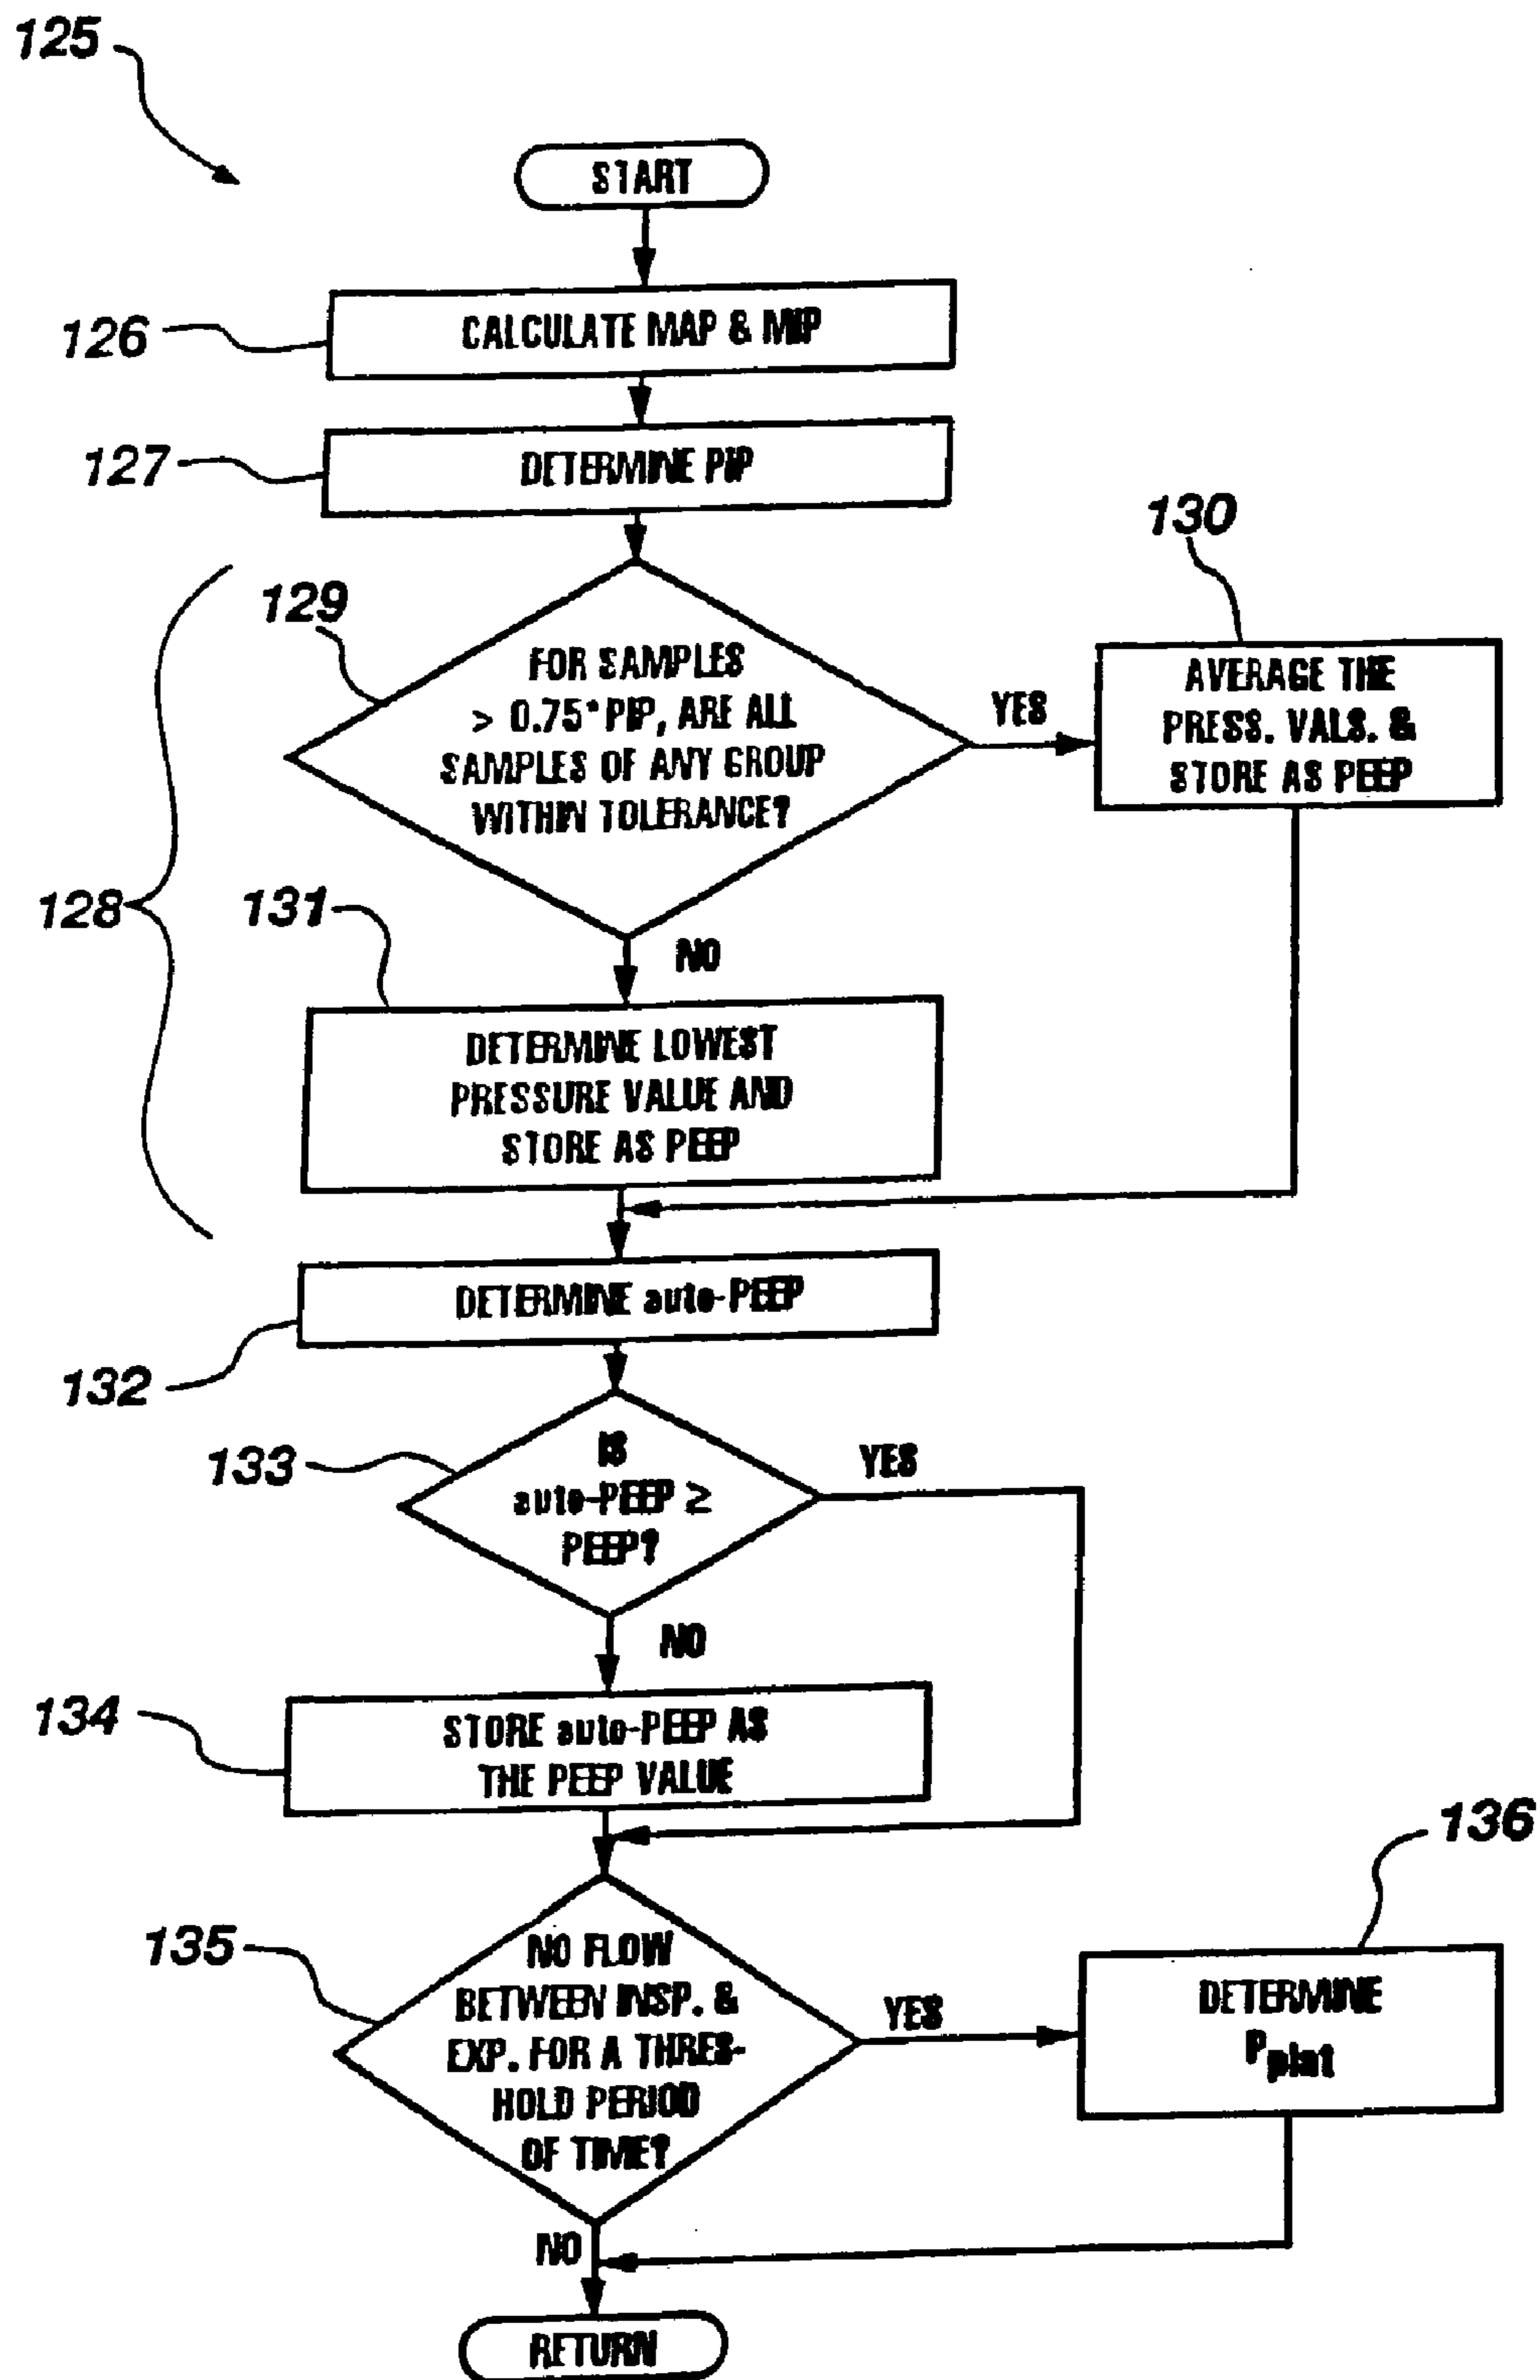 125
START
126
CALCULATE MAP & MIP
127
DETERMINE PIP
130
129
FOR SAMPLES
> 0.75*PIP, ARE ALL
SAMPLES OF ANY GROUP
WITHIN TOLERANCE?
YES
AVERAGE THE
PRESS. VALS. &
STORE AS PEEP
128
131
NO
DETERMINE LOWEST
PRESSURE VALUE AND
STORE AS PEEP
DETERMINE auto-PEEP
132
133
IS
auto-PEEP ≥
PEEP?
YES
NO
134
STORE auto-PEEP AS
THE PEEP VALUE
136
135
NO FLOW
BETWEEN INSP. &
EXP. FOR A THRES-
HOLD PERIOD
OF TIME?
YES
DETERMINE
Pplat
NO
RETURN